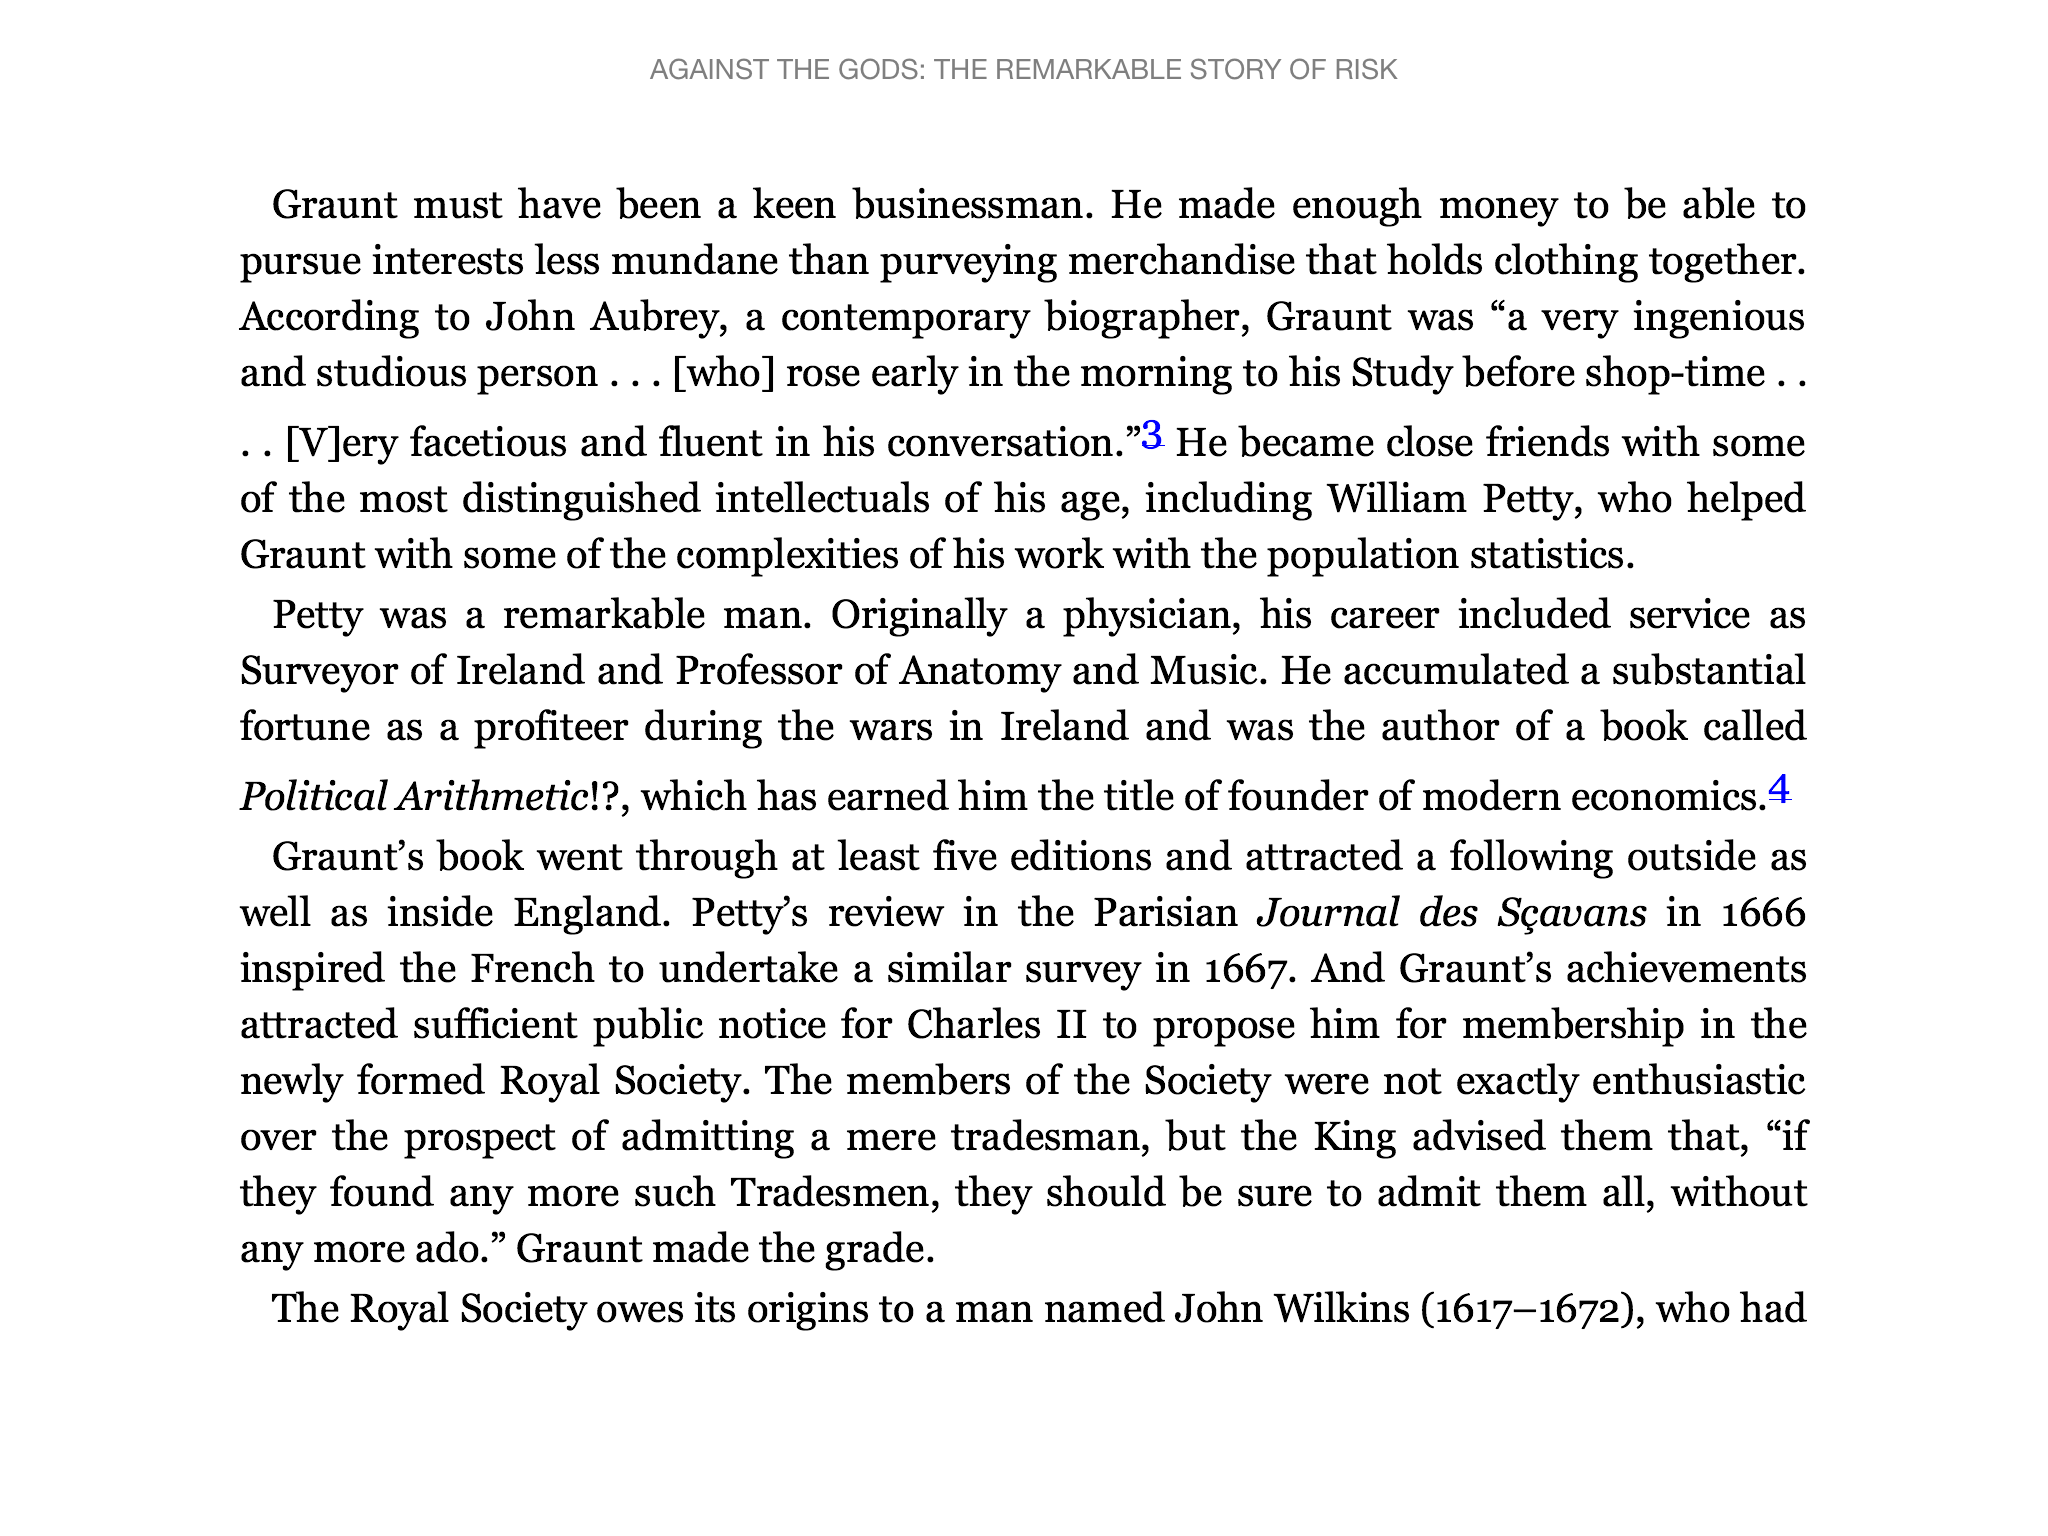 AGAINST THE GODS: THE REMARKABLE STORY OF RISK
Graunt must have been a keen businessman. He made enough money to be able to
pursue interests less mundane than purveying merchandise that holds clothing together.
According to John Aubrey, a contemporary biographer, Graunt was “a very ingenious
and studious person . . . [who] rose early in the morning to his Study before shop-time . .
. . [V]ery facetious and fluent in his conversation.”3 He became close friends with some
of the most distinguished intellectuals of his age, including William Petty, who helped
Graunt with some of the complexities of his work with the population statistics.
Petty was a remarkable man. Originally a physician, his career included service as
Surveyor of Ireland and Professor of Anatomy and Music. He accumulated a substantial
fortune as a profiteer during the wars in Ireland and was the author of a book called
Political Arithmetic!?, which has earned him the title of founder of modern economics.4
Graunt’s book went through at least five editions and attracted a following outside as
well as inside England. Petty’s review in the Parisian Journal des Sçavans in 1666
inspired the French to undertake a similar survey in 1667. And Graunt’s achievements
attracted sufficient public notice for Charles II to propose him for membership in the
newly formed Royal Society. The members of the Society were not exactly enthusiastic
over the prospect of admitting a mere tradesman, but the King advised them that, “if
they found any more such Tradesmen, they should be sure to admit them all, without
any more ado.” Graunt made the grade.
The Royal Society owes its origins to a man named John Wilkins (1617–1672), who had